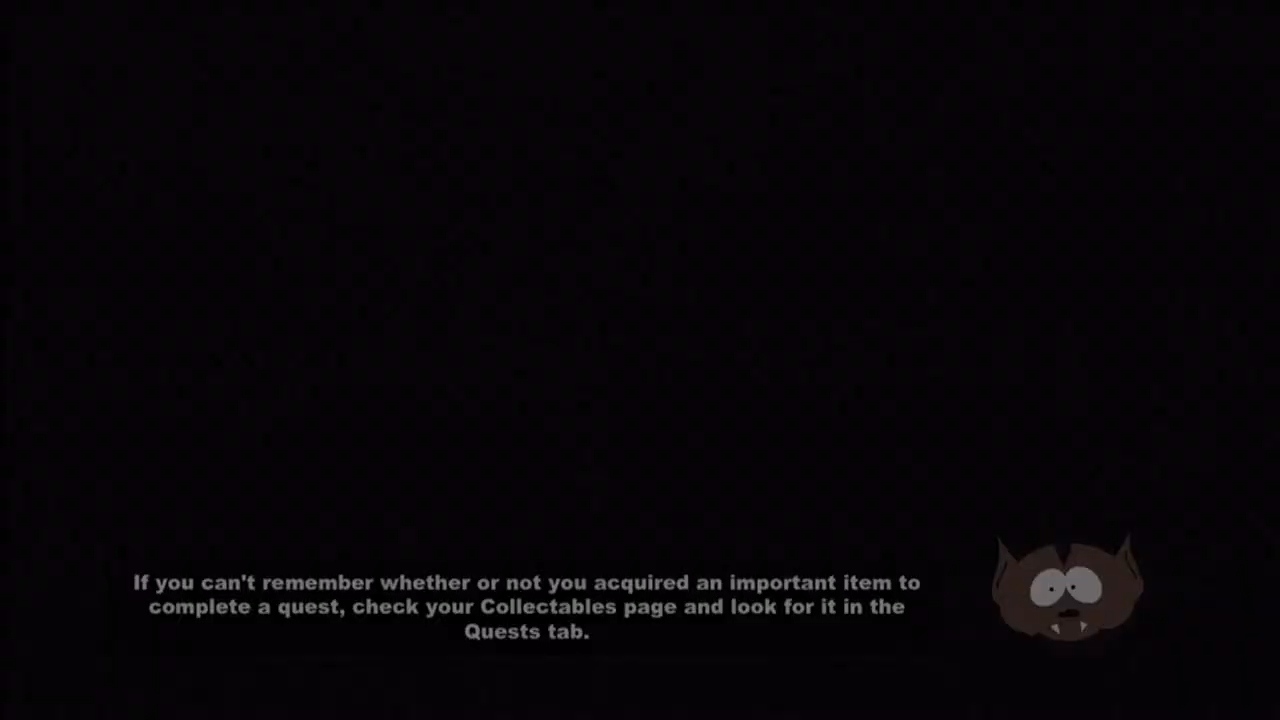 If you can't remember whether or not you acquired an important item to
complete a quest, check your Collectables page and look for it in the
Quests tab.